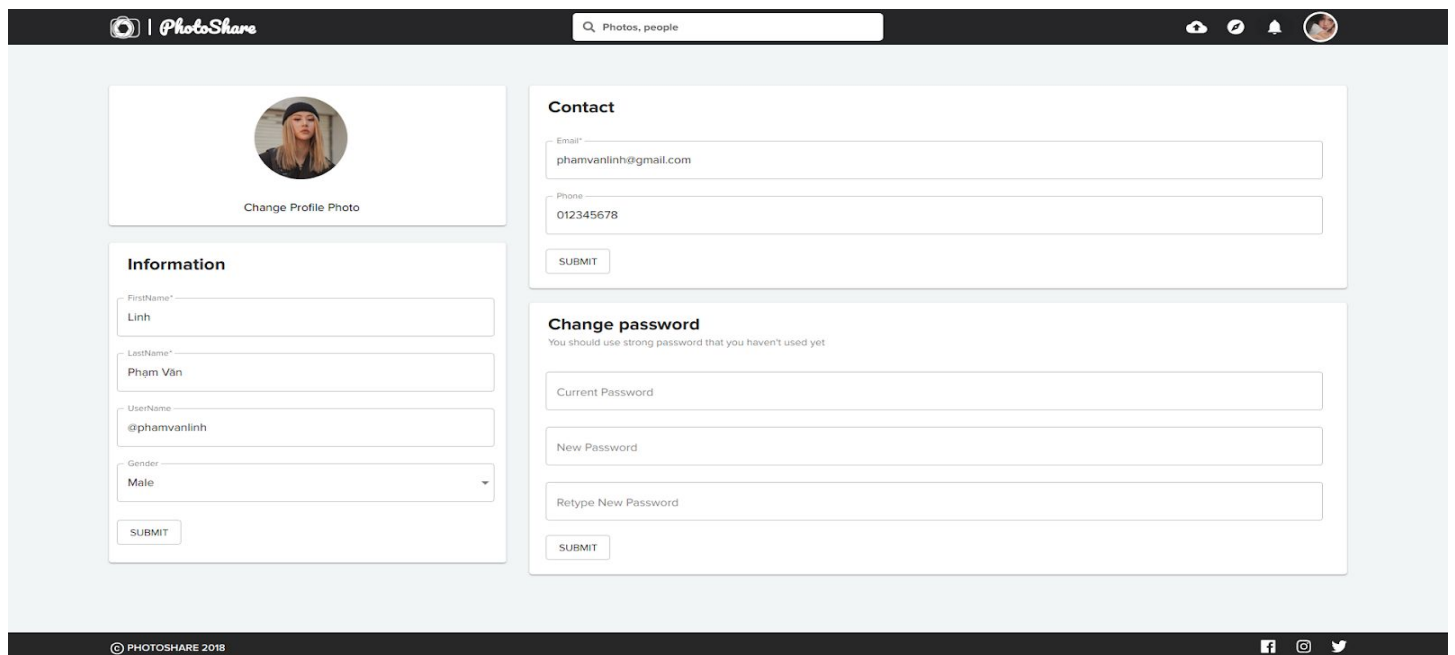 PhotoShare
Photos, people
Change Profile Photo
Information
FirstName*
Linh
LastName*
Phạm Văn
UserName
@phamvanlinh
Gender
Male
SUBMIT
Contact
Email*
phamvanlinh@gmail.com
Phone
012345678
SUBMIT
Change password
You should use strong password that you haven't used yet
Current Password
New Password
Retype New Password
SUBMIT
© PHOTOSHARE 2018